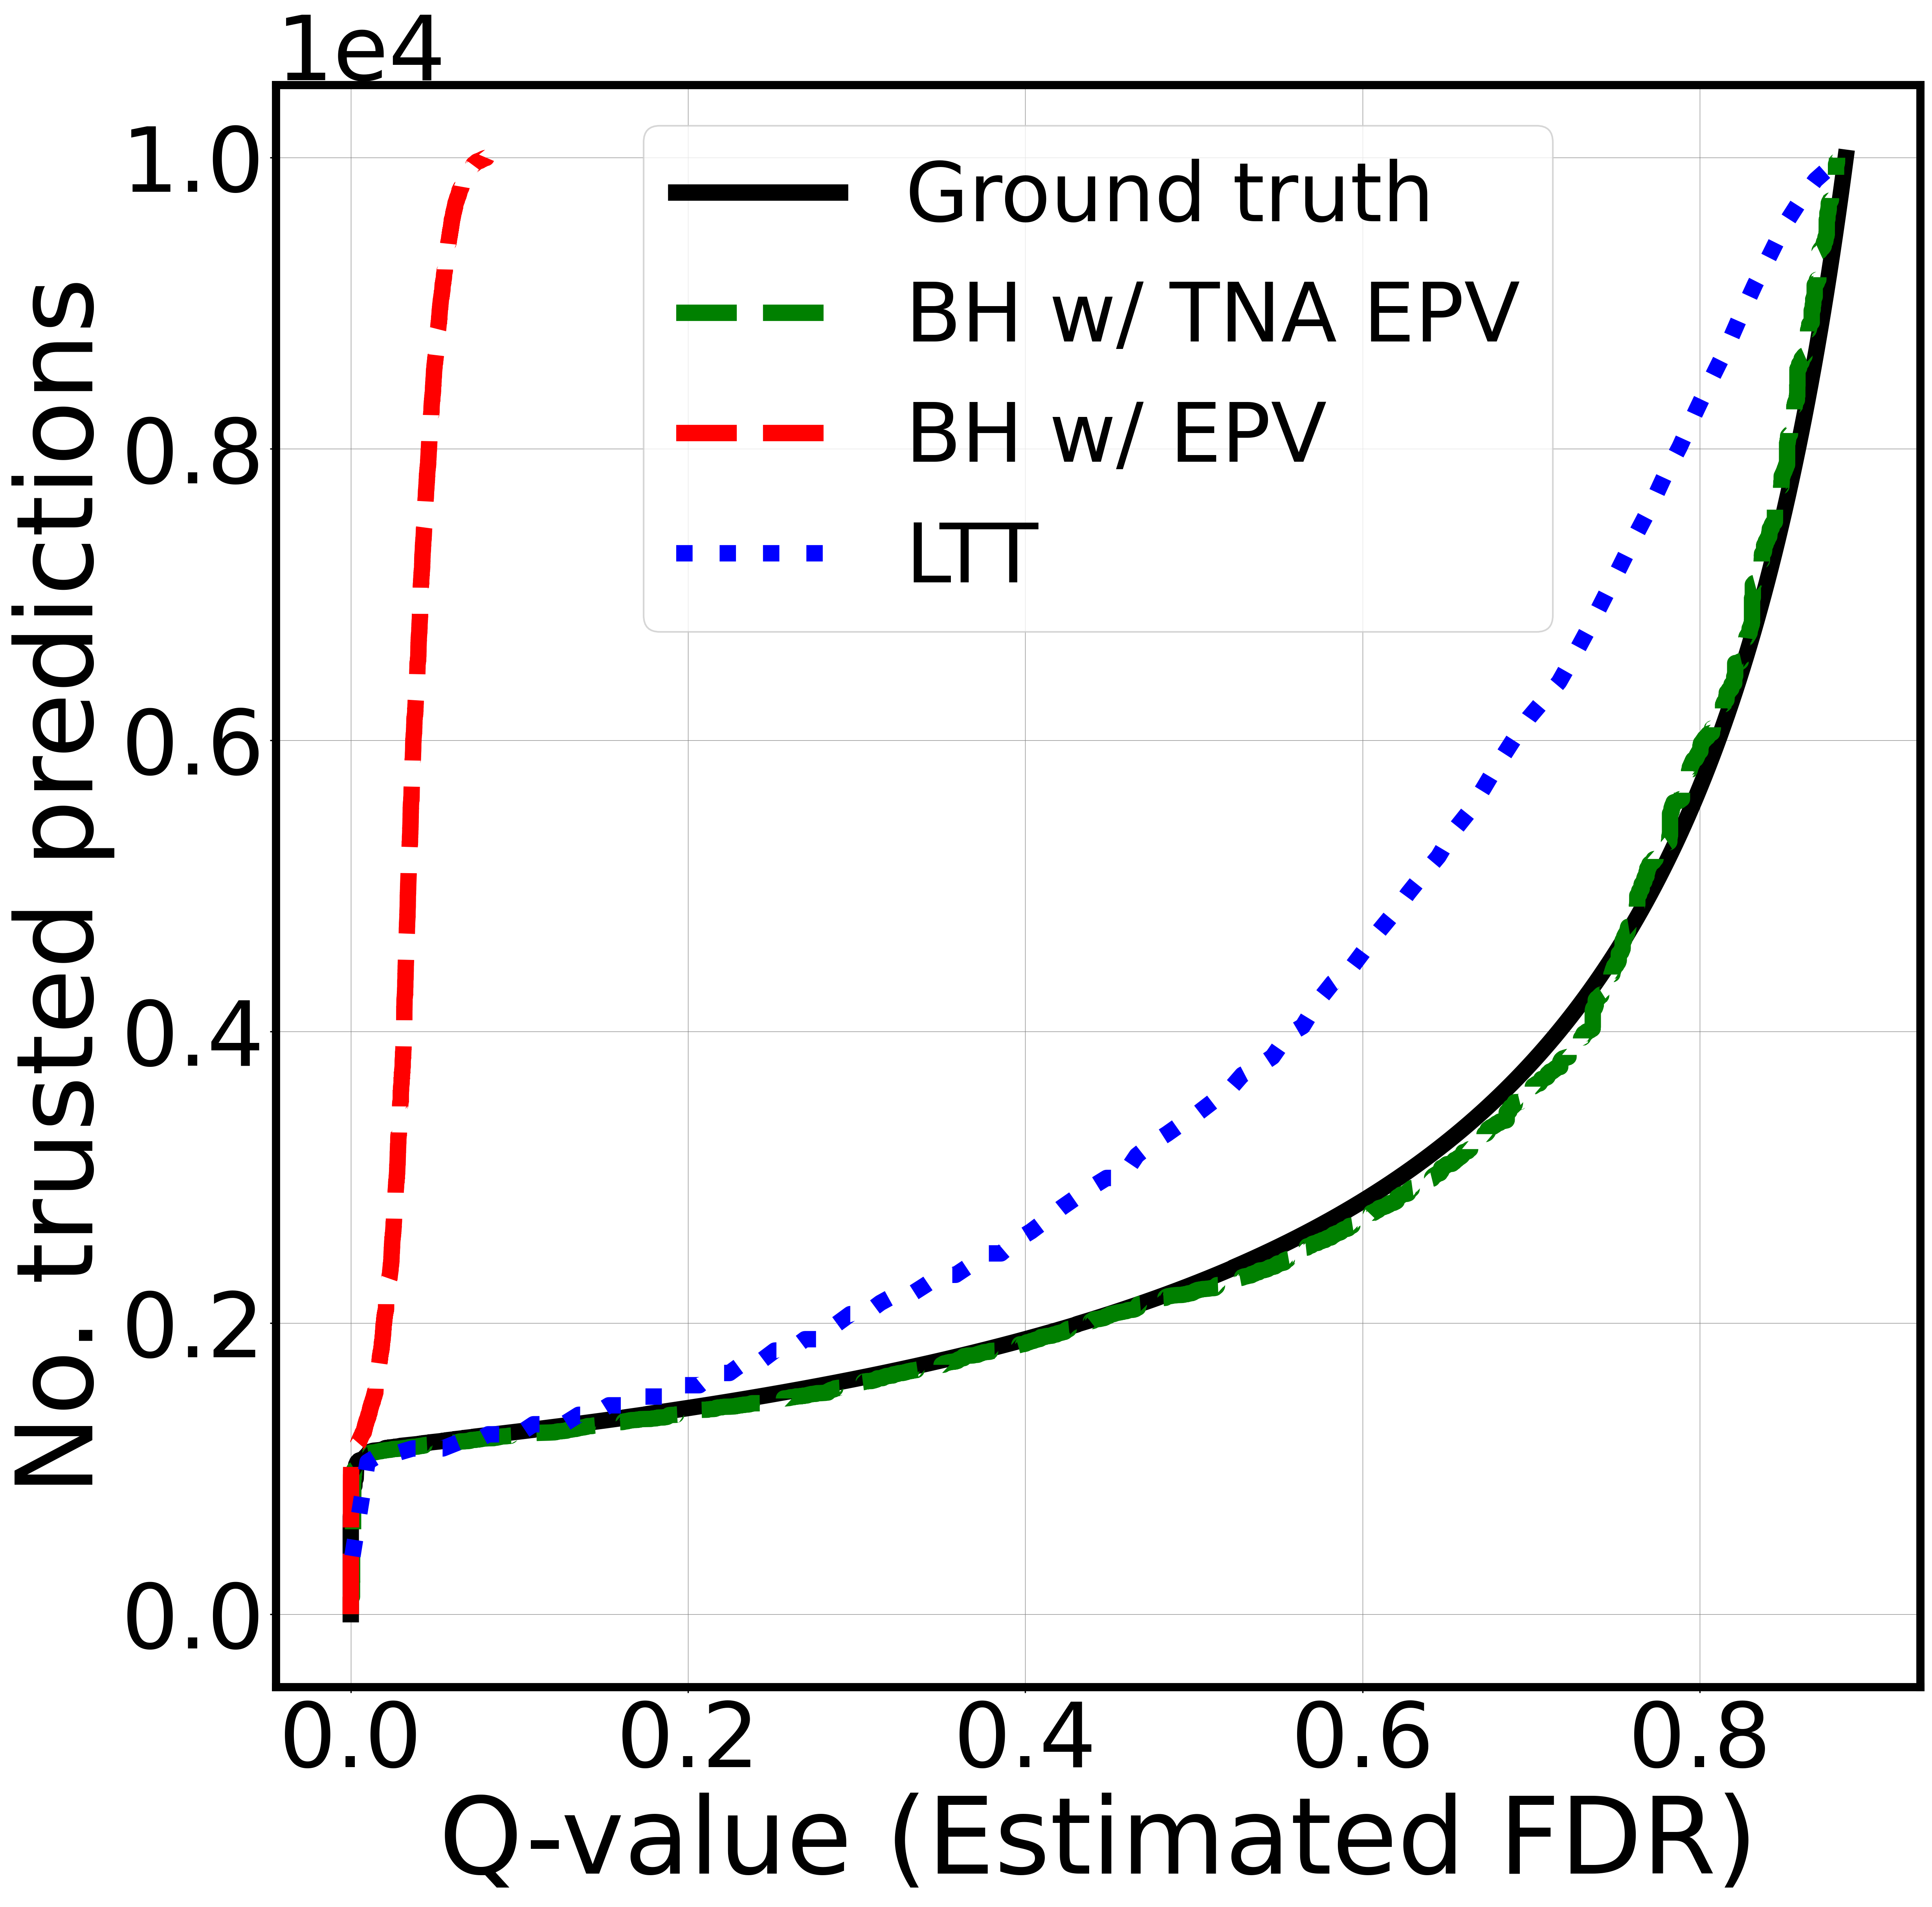 1e4
1.0
0.8
0.6
0.4
0.2
0.0
No. trusted predictions
Ground truth
BH w/ TNA EPV
BH w/ EPV
LTT
0.0 0.2 0.4 0.6 0.8
Q-value (Estimated FDR)